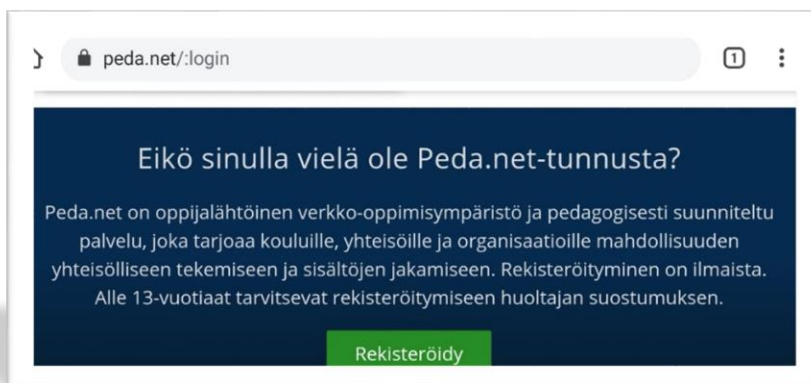 peda.net/:login
1
Eikö sinulla vielä ole Peda.net-tunnusta?
Peda.net on oppijalähtöinen verkko-oppimisympäristö ja pedagogisesti suunniteltu
palvelu, joka tarjoaa kouluille, yhteisöille ja organisaatioille mahdollisuuden
yhteisölliseen tekemiseen ja sisältöjen jakamiseen. Rekisteröityminen on ilmaista.
Alle 13-vuotiaat tarvitsevat rekisteröitymiseen huoltajan suostumuksen.
Rekisteröidy